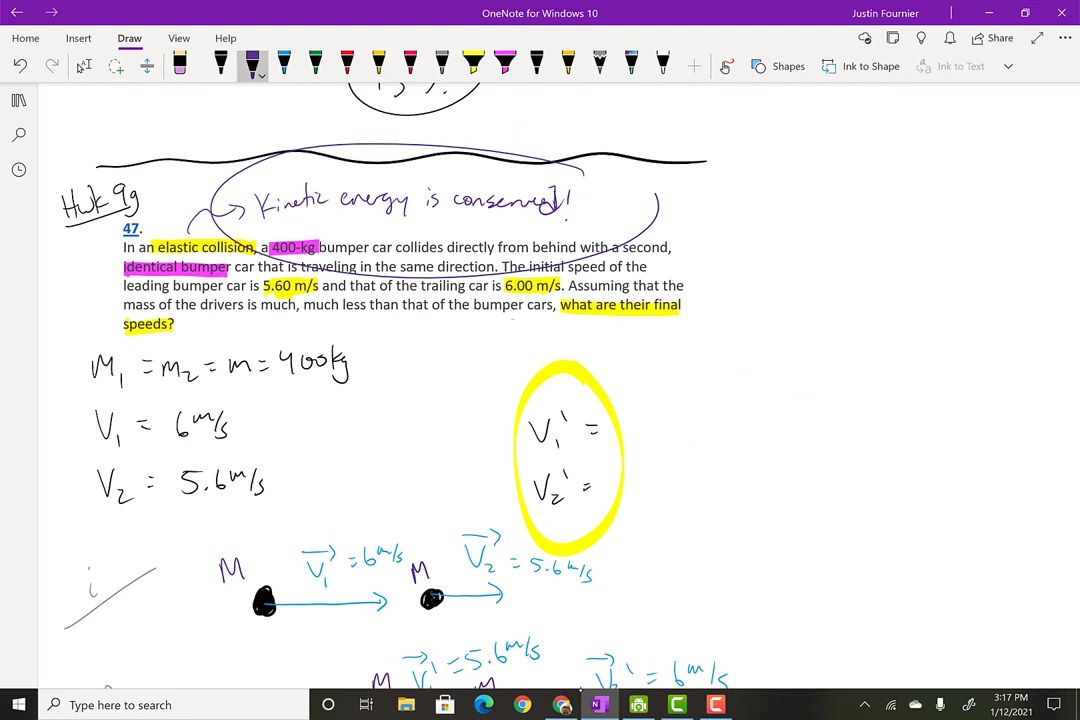 OneNote for Windows 10
Justin Fournier
Home Insert Draw View Help
Share
Shapes
Ink to Shape
Ink to Text
Hwk 9g
Kinetic energy is conserved!
47.
In an elastic collision, a 400-kg bumper car collides directly from behind with a second,
identical bumper car that is traveling in the same direction. The initial speed of the
leading bumper car is 5.60 m/s and that of the trailing car is 6.00 m/s. Assuming that the
mass of the drivers is much, much less than that of the bumper cars, what are their final
speeds?
M₁ = m₂ = m = 400kg
V₁ = 6 m/s
V₂ = 5.6 m/s
V₁' =
V₂' =
i
M V₁ = 6 m/s
M V₂ = 5.6 m/s
M V₁' = 5.6 m/s
M V₂' = 6 m/s
Type here to search
3:17 PM
1/12/2021